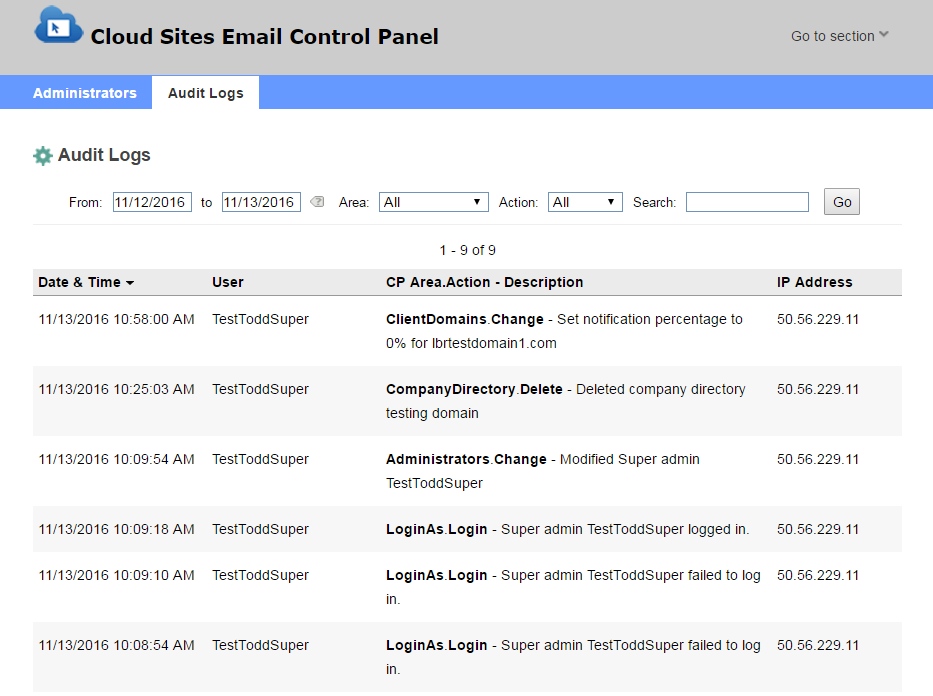 Cloud Sites Email Control Panel
Go to section
Administrators
Audit Logs
Audit Logs
From: 11/12/2016 to 11/13/2016 Area: All Action: All Search: Go
1 - 9 of 9
Date & Time User CP Area.Action - Description IP Address
11/13/2016 10:58:00 AM TestToddSuper ClientDomains.Change - Set notification percentage to 50.56.229.11
0% for lbrtestdomain1.com
11/13/2016 10:25:03 AM TestToddSuper CompanyDirectory.Delete - Deleted company directory 50.56.229.11
testing domain
11/13/2016 10:09:54 AM TestToddSuper Administrators.Change - Modified Super admin 50.56.229.11
TestToddSuper
11/13/2016 10:09:18 AM TestToddSuper LoginAs.Login - Super admin TestToddSuper logged in. 50.56.229.11
11/13/2016 10:09:10 AM TestToddSuper LoginAs.Login - Super admin TestToddSuper failed to log 50.56.229.11
in.
11/13/2016 10:08:54 AM TestToddSuper LoginAs.Login - Super admin TestToddSuper failed to log 50.56.229.11
in.